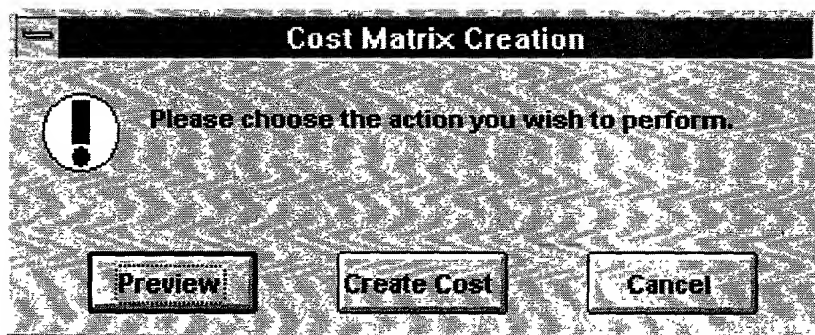 Cost Matrix Creation
Please choose the action you wish to perform.
Preview Create Cost Cancel